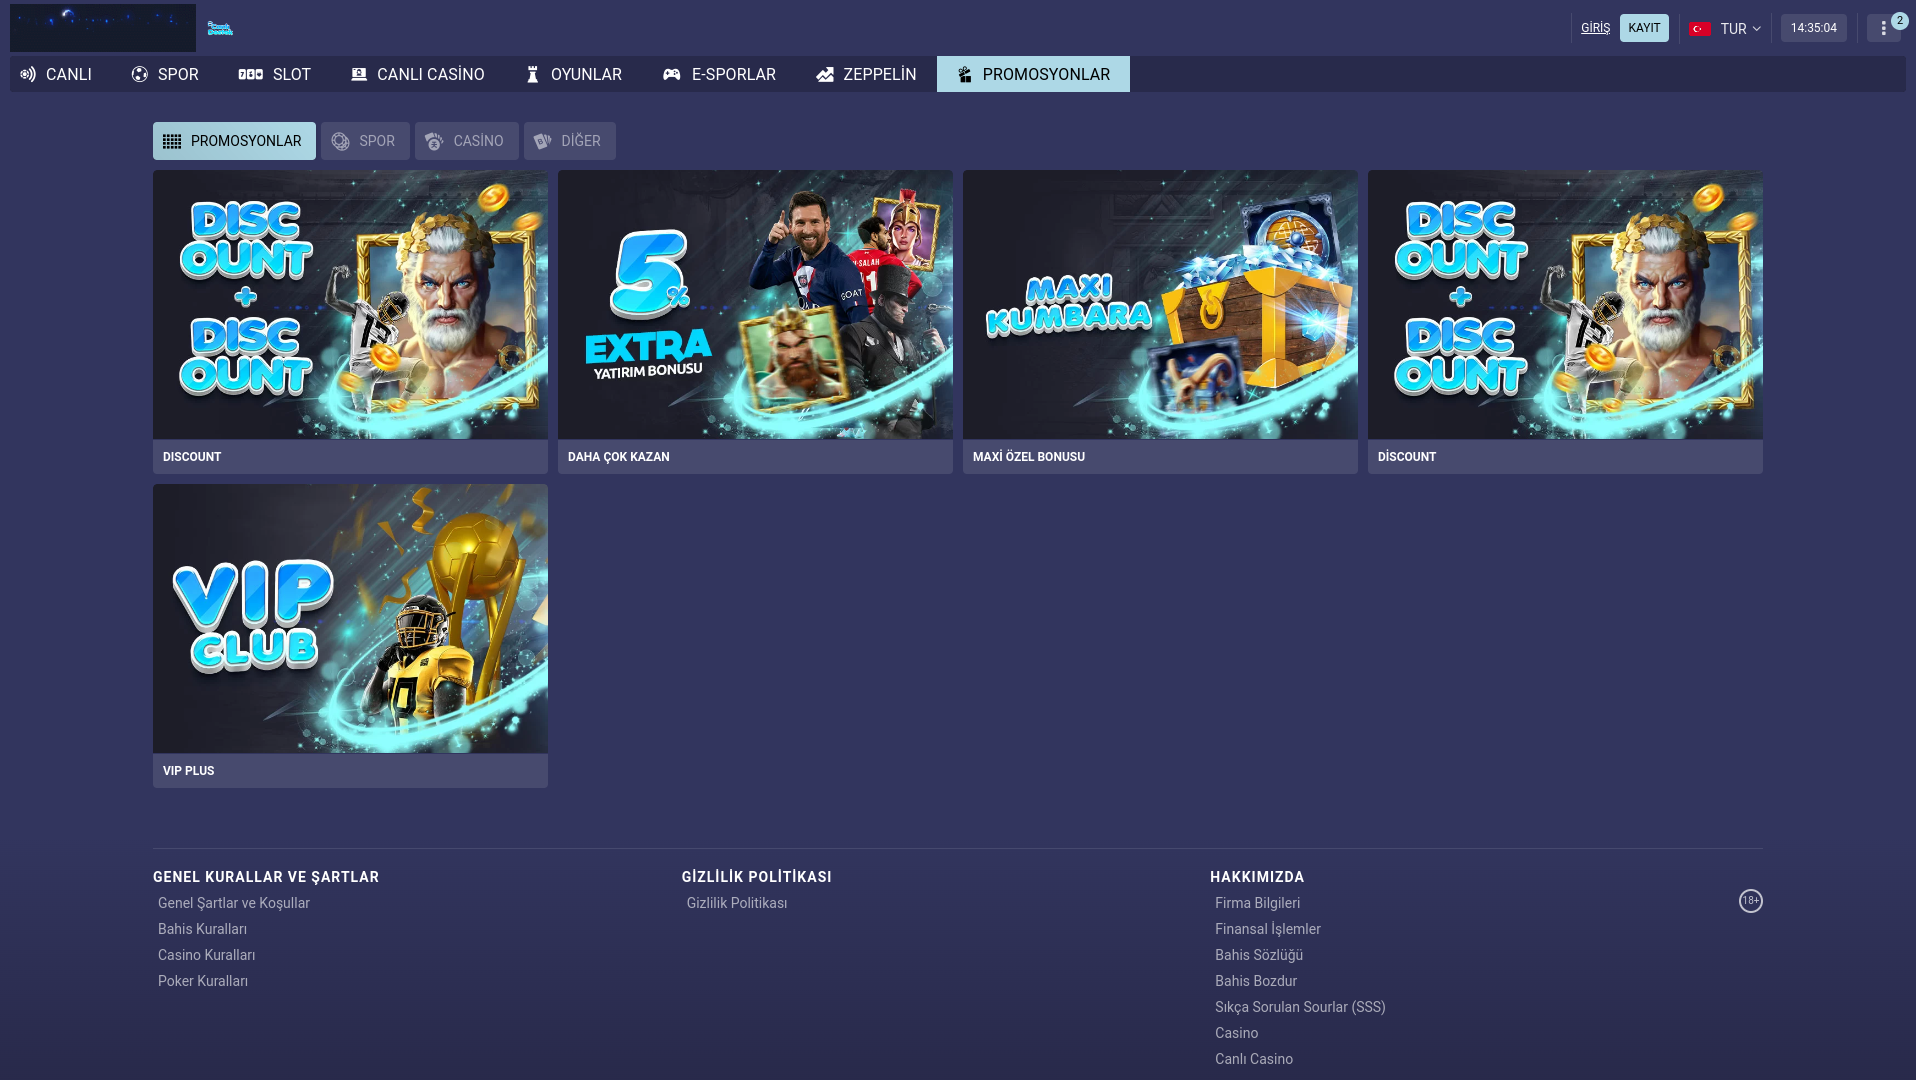 Canlı
Destek
GİRİŞ
KAYIT
TUR
14:35:04
2
CANLI
SPOR
SLOT
CANLI CASİNO
OYUNLAR
E-SPORLAR
ZEPPELİN
PROMOSYONLAR
PROMOSYONLAR
SPOR
CASİNO
DİĞER
DISC
OUNT
+
DISC
OUNT
DISCOUNT
5%
EXTRA
YATIRIM BONUSU
SALAH
GOAT
DAHA ÇOK KAZAN
MAXI
KUMBARA
MAXİ ÖZEL BONUSU
DISC
OUNT
+
DISC
OUNT
DİSCOUNT
VIP
CLUB
VIP PLUS
GENEL KURALLAR VE ŞARTLAR
Genel Şartlar ve Koşullar
Bahis Kuralları
Casino Kuralları
Poker Kuralları
GİZLİLİK POLİTİKASI
Gizlilik Politikası
HAKKIMIZDA
Firma Bilgileri
Finansal İşlemler
Bahis Sözlüğü
Bahis Bozdur
Sıkça Sorulan Sourlar (SSS)
Casino
Canlı Casino
18+